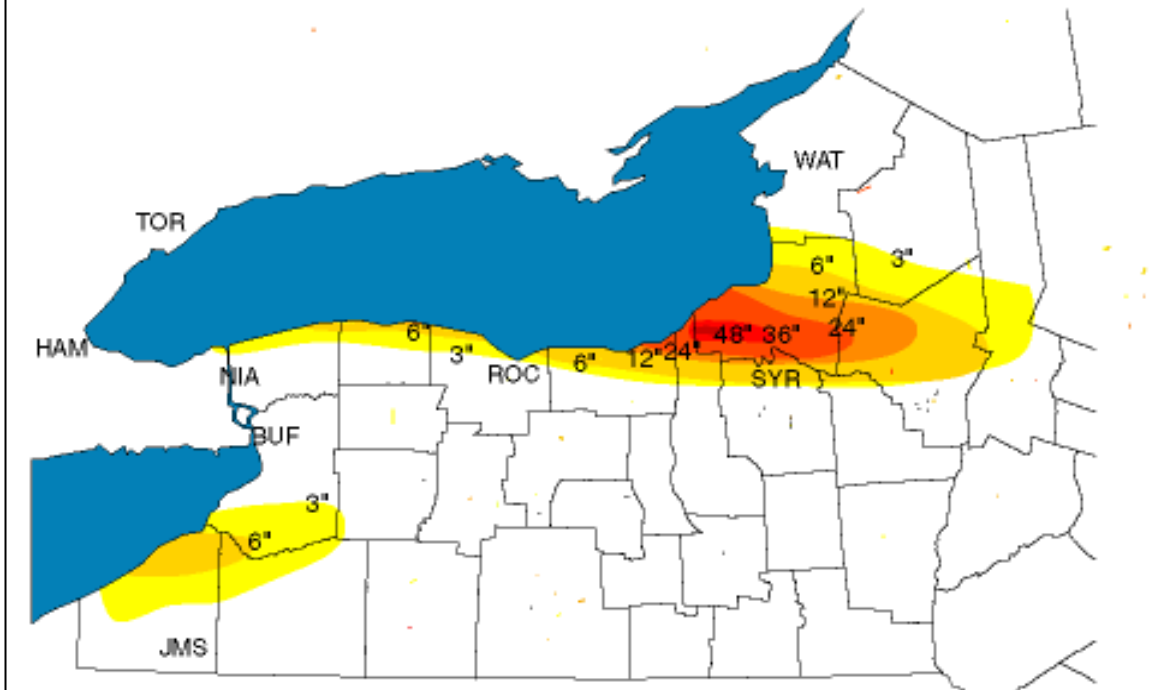 WAT
TOR
3"
6"
12"
24"
6"
48"
36"
HAM
3"
6"
12"
24"
ROC
NIA
SYR
BUF
3"
6"
JMS